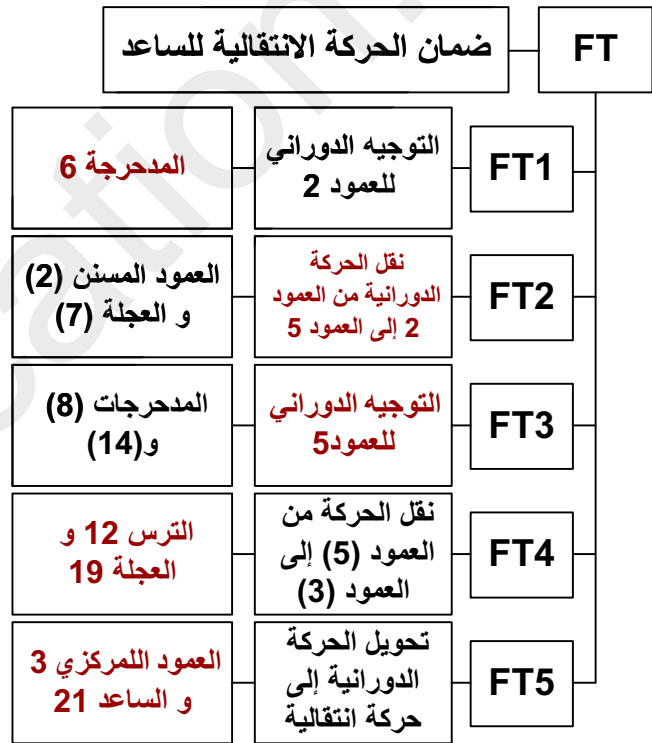 FT
ضمان الحركة الانتقالية للساعد
FT1
التوجيه الدوراني
للعمود 2
المدحرجة 6
FT2
نقل الحركة
الدورانية من العمود
2 إلى العمود 5
العمود المسنن (2)
و العجلة (7)
FT3
التوجيه الدوراني
للعمود5
المدحرجات (8)
و(14)
FT4
نقل الحركة من
العمود (5) إلى
العمود (3)
الترس 12 و
العجلة 19
FT5
تحويل الحركة
الدورانية إلى
حركة انتقالية
العمود اللمركزي 3
و الساعد 21